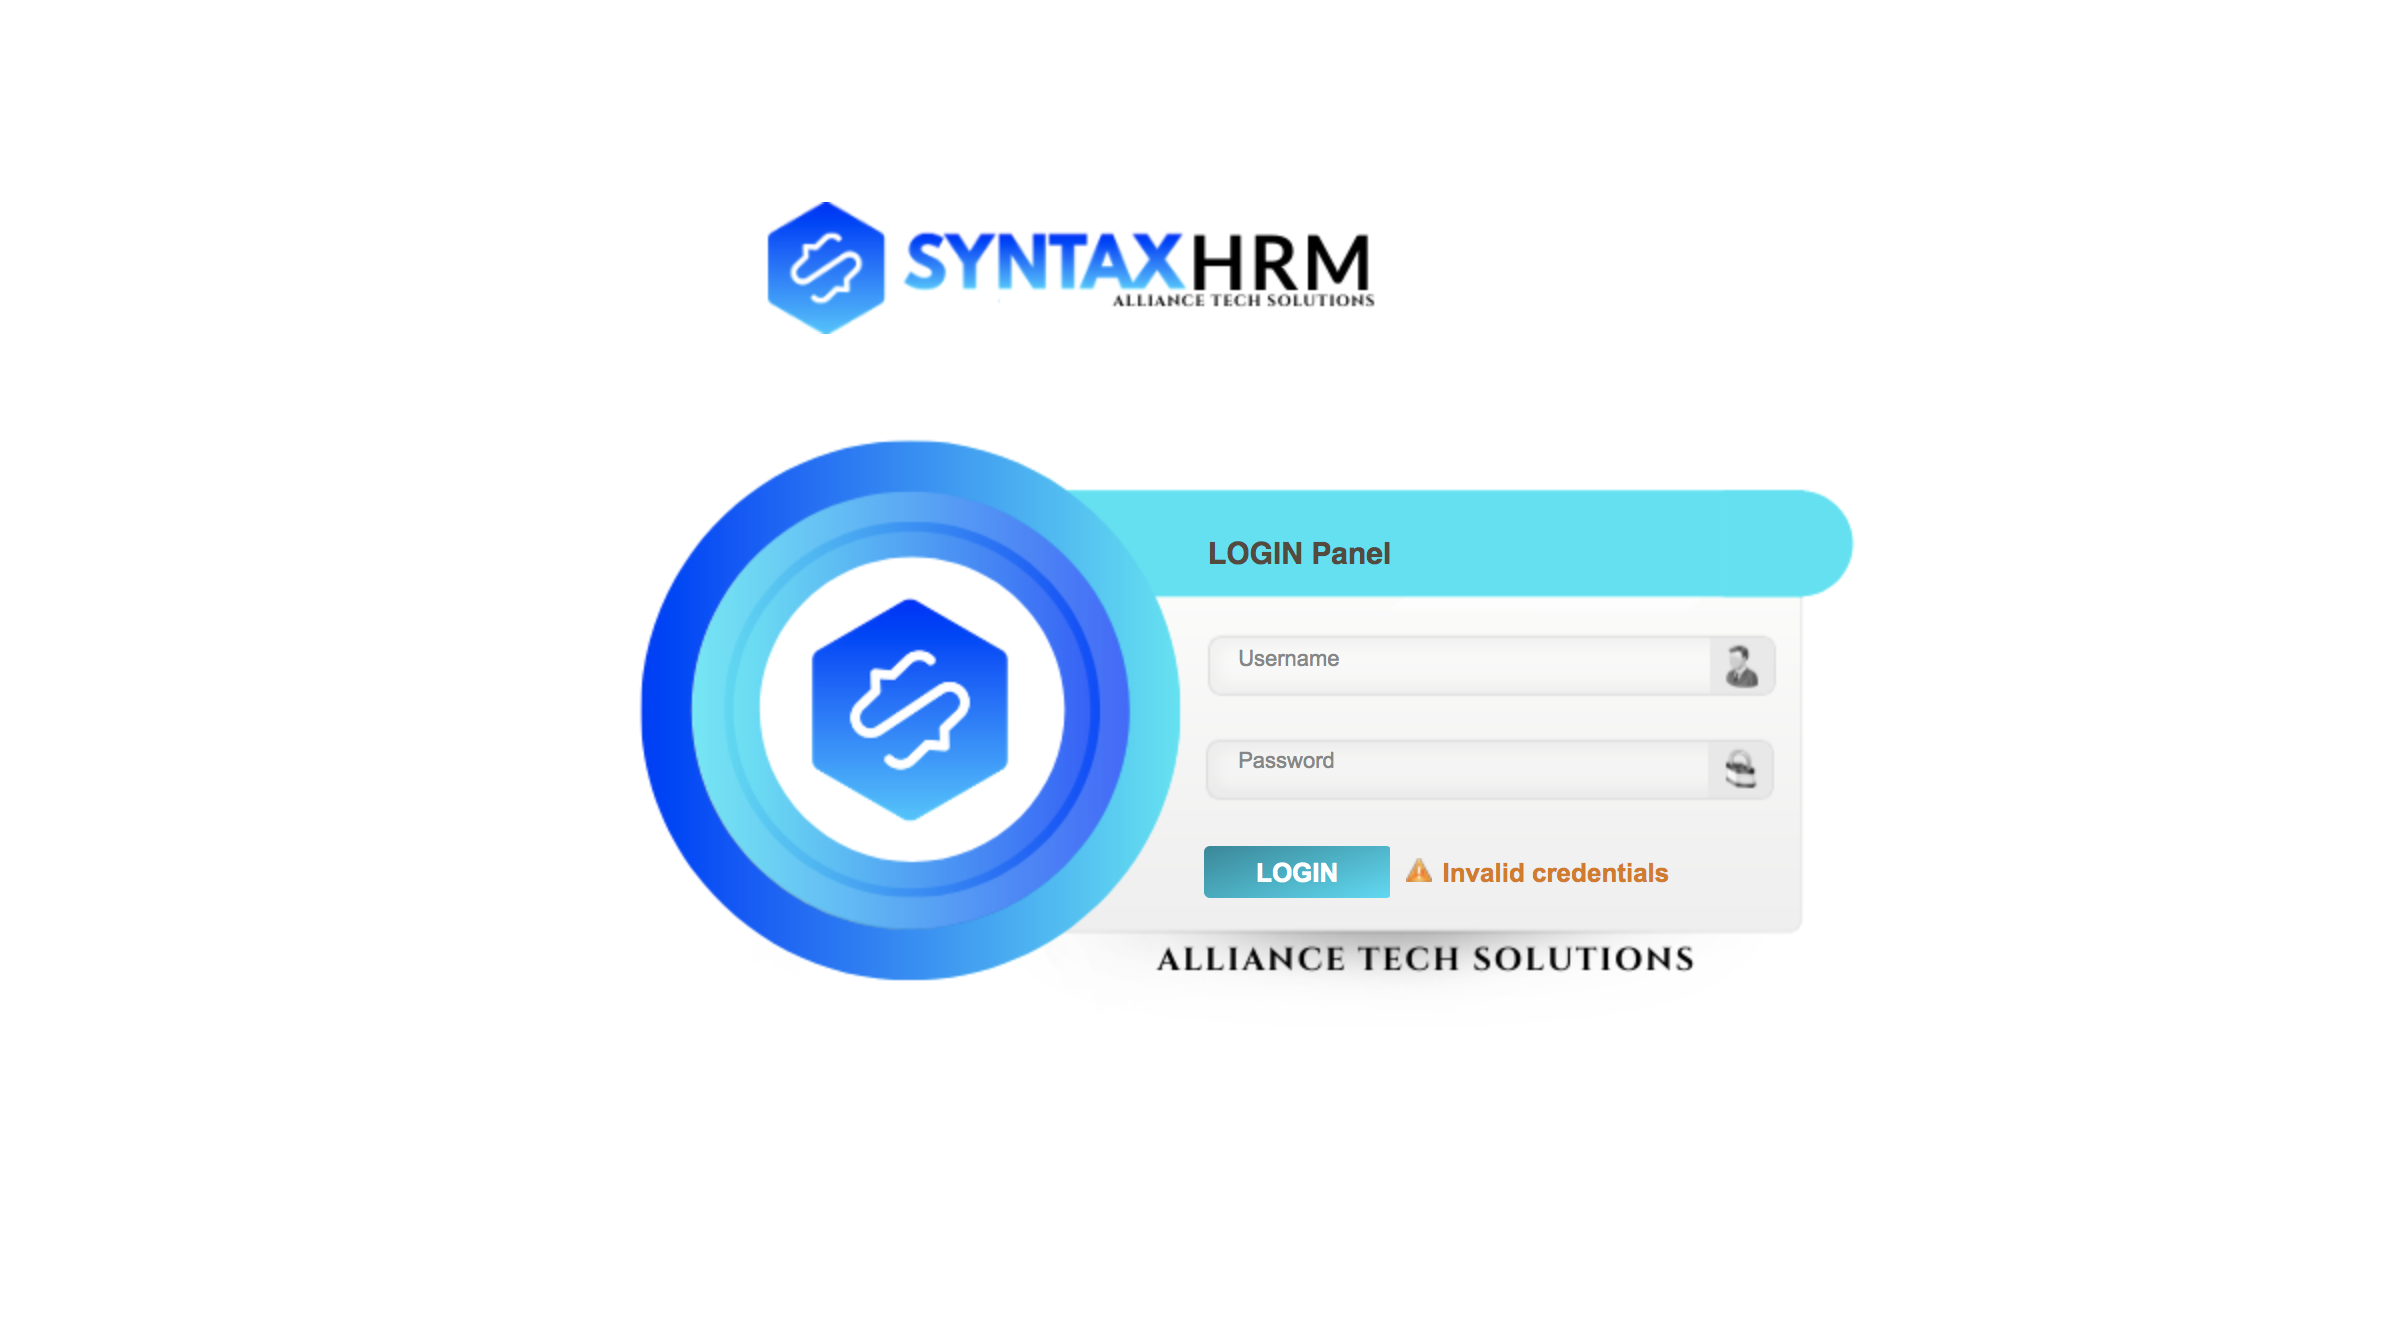 SYNTAXHRM
ALLIANCE TECH SOLUTIONS
LOGIN Panel
Username
Password
LOGIN Invalid credentials
ALLIANCE TECH SOLUTIONS